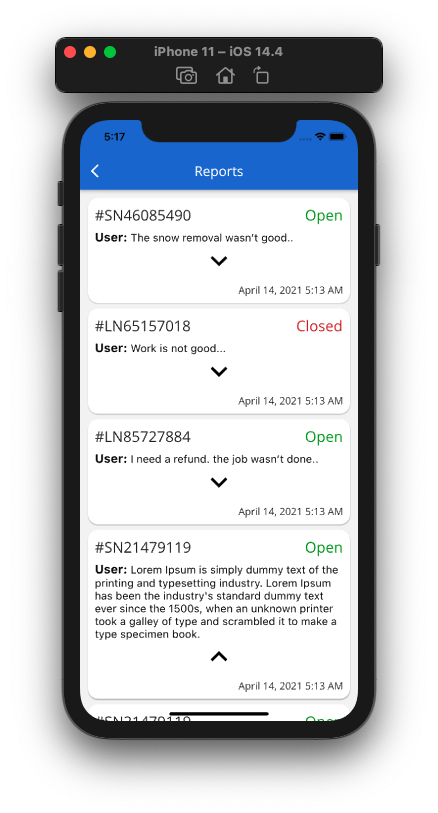 iPhone 11 – iOS 14.4
5:17
Reports
#SN46085490 Open
User: The snow removal wasn't good..
April 14, 2021 5:13 AM
#LN65157018 Closed
User: Work is not good...
April 14, 2021 5:13 AM
#LN85727884 Open
User: I need a refund. the job wasn't done..
April 14, 2021 5:13 AM
#SN21479119 Open
User: Lorem Ipsum is simply dummy text of the
printing and typesetting industry. Lorem Ipsum
has been the industry's standard dummy text
ever since the 1500s, when an unknown printer
took a galley of type and scrambled it to make a
type specimen book.
April 14, 2021 5:13 AM
#SN21479119 Open